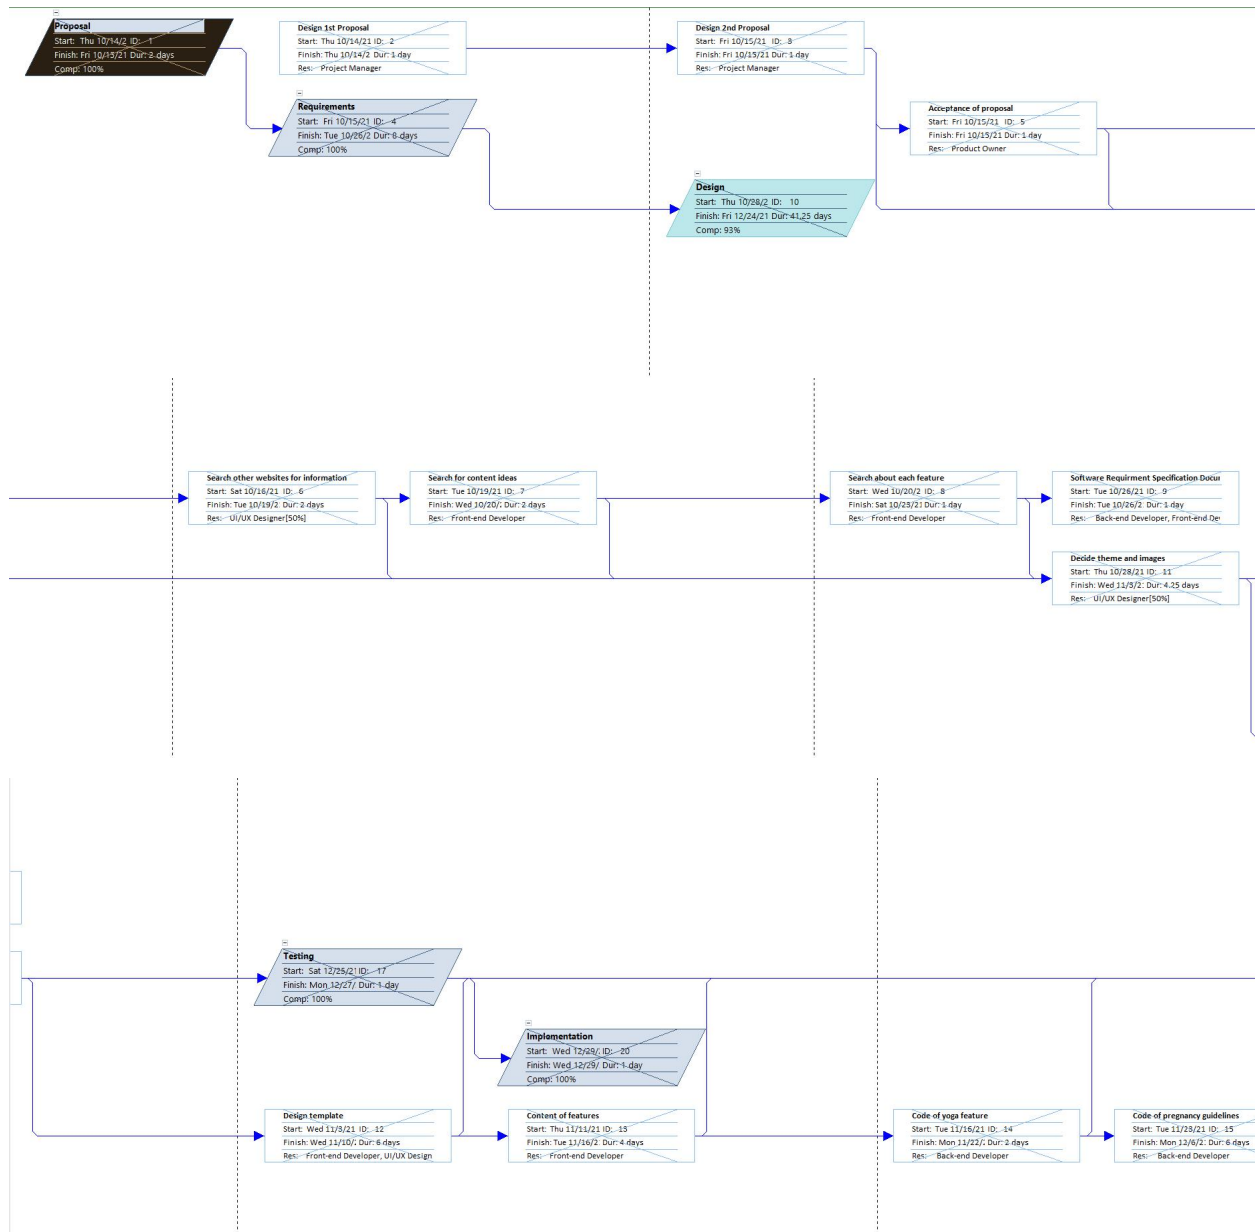 Proposal
Start: Thu 10/14/2 ID: 1
Finish: Fri 10/15/21 Dur: 2 days
Comp: 100%
Design 1st Proposal
Start: Thu 10/14/21 ID: 2
Finish: Thu 10/14/2 Dur: 1 day
Res: Project Manager
Design 2nd Proposal
Start: Fri 10/15/21 ID: 3
Finish: Fri 10/15/21 Dur: 1 day
Res: Project Manager
Requirements
Start: Fri 10/15/21 ID: 4
Finish: Tue 10/26/2 Dur: 8 days
Comp: 100%
Acceptance of proposal
Start: Fri 10/15/21 ID: 5
Finish: Fri 10/15/21 Dur: 1 day
Res: Product Owner
Design
Start: Thu 10/28/2 ID: 10
Finish: Fri 12/24/21 Dur: 41.25 days
Comp: 93%
Search other websites for information
Start: Sat 10/16/21 ID: 6
Finish: Tue 10/19/2 Dur: 2 days
Res: UI/UX Designer[50%]
Search for content ideas
Start: Tue 10/19/21 ID: 7
Finish: Wed 10/20/ Dur: 2 days
Res: Front-end Developer
Search about each feature
Start: Wed 10/20/2 ID: 8
Finish: Sat 10/23/21 Dur: 1 day
Res: Front-end Developer
Software Requirment Specification Docu
Start: Tue 10/26/21 ID: 9
Finish: Tue 10/26/2 Dur: 1 day
Res: Back-end Developer, Front-end De
Decide theme and images
Start: Thu 10/28/21 ID: 11
Finish: Wed 11/3/2 Dur: 4.25 days
Res: UI/UX Designer[50%]
Testing
Start: Sat 12/25/21 ID: 17
Finish: Mon 12/27/ Dur: 1 day
Comp: 100%
Implementation
Start: Wed 12/29/ ID: 20
Finish: Wed 12/29/ Dur: 1 day
Comp: 100%
Design template
Start: Wed 11/3/21 ID: 12
Finish: Wed 11/10/ Dur: 6 days
Res: Front-end Developer, UI/UX Design
Content of features
Start: Thu 11/11/21 ID: 13
Finish: Tue 11/16/2 Dur: 4 days
Res: Front-end Developer
Code of yoga feature
Start: Tue 11/16/21 ID: 14
Finish: Mon 11/22/ Dur: 2 days
Res: Back-end Developer
Code of pregnancy guidelines
Start: Tue 11/23/21 ID: 15
Finish: Mon 12/6/2 Dur: 6 days
Res: Back-end Developer